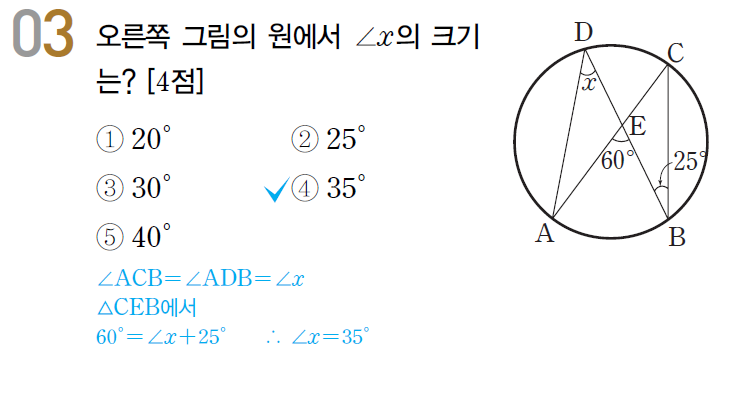 03 오른쪽 그림의 원에서 ∠x의 크기
는? [4점]
① 20° ② 25°
③ 30° ④ 35°
⑤ 40°
∠ACB=∠ADB=∠x
△CEB에서
60°=∠x+25° ∴ ∠x=35°
D
C
x
E
60°
25°
A
B